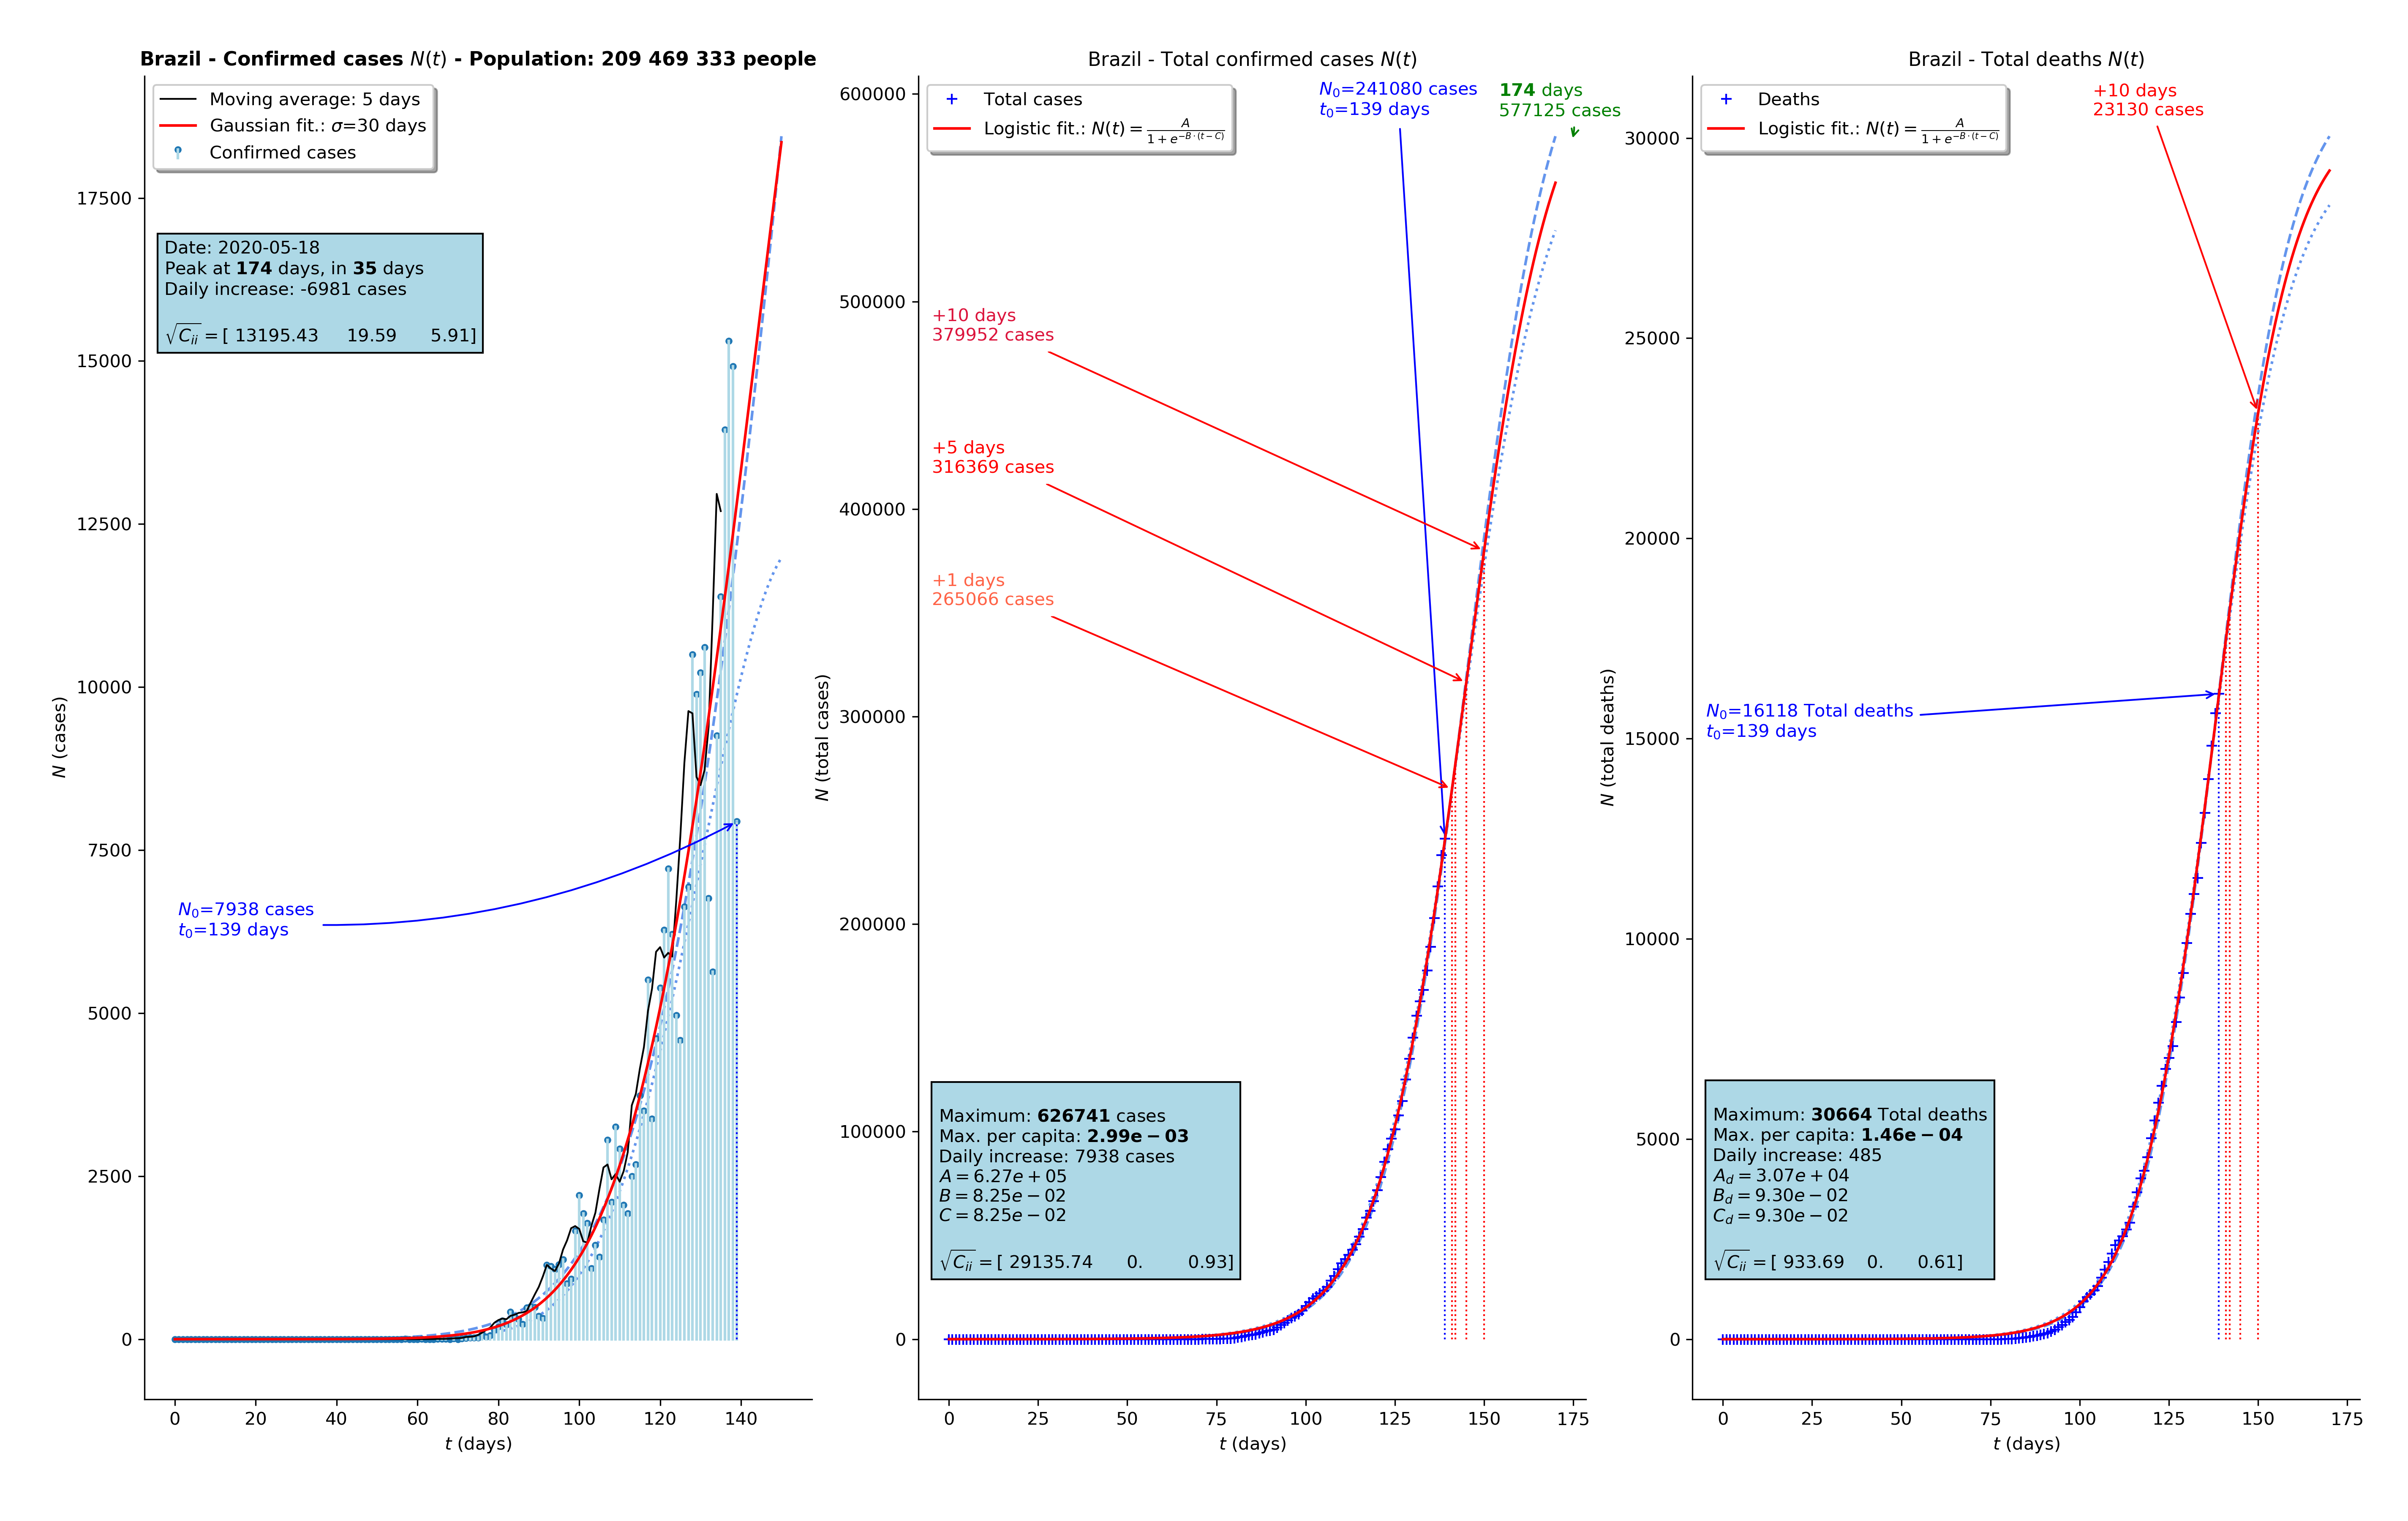 Brazil - Confirmed cases N(t) - Population: 209 469 333 people
Moving average: 5 days
Gaussian fit.: σ=30 days
Confirmed cases
Date: 2020-05-18
Peak at 174 days, in 35 days
Daily increase: -6981 cases
√C_ii = [ 13195.43 19.59 5.91]
N_0=7938 cases
t_0=139 days
17500
15000
12500
10000
7500
5000
2500
0
N (cases)
0 20 40 60 80 100 120 140
t (days)
Brazil - Total confirmed cases N(t)
Total cases
Logistic fit.: N(t) = A / (1 + e^{-B·(t-C)})
N_0=241080 cases
t_0=139 days
174 days
577125 cases
+10 days
379952 cases
+5 days
316369 cases
+1 days
265066 cases
Maximum: 626741 cases
Max. per capita: 2.99e − 03
Daily increase: 7938 cases
A = 6.27e + 05
B = 8.25e − 02
C = 8.25e − 02
√C_ii = [ 29135.74 0. 0.93]
600000
500000
400000
300000
200000
100000
0
N (total cases)
0 25 50 75 100 125 150 175
t (days)
Brazil - Total deaths N(t)
Deaths
Logistic fit.: N(t) = A / (1 + e^{-B·(t-C)})
+10 days
23130 cases
N_0=16118 Total deaths
t_0=139 days
Maximum: 30664 Total deaths
Max. per capita: 1.46e − 04
Daily increase: 485
A_d = 3.07e + 04
B_d = 9.30e − 02
C_d = 9.30e − 02
√C_ii = [ 933.69 0. 0.61]
30000
25000
20000
15000
10000
5000
0
N (total deaths)
0 25 50 75 100 125 150 175
t (days)